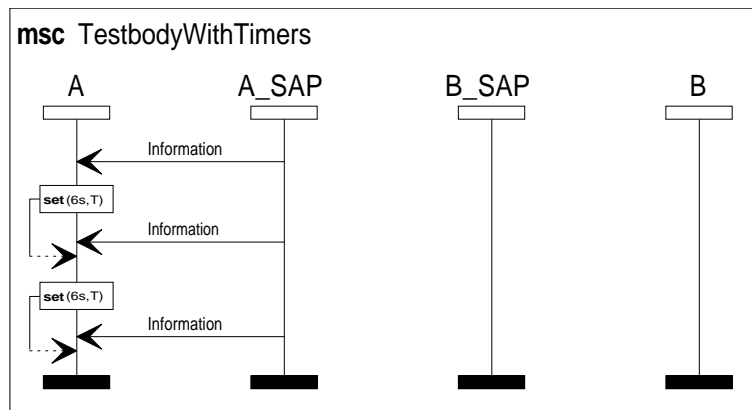 msc TestbodyWithTimers
A A_SAP B_SAP B
Information
set(6s,T)
Information
set(6s,T)
Information